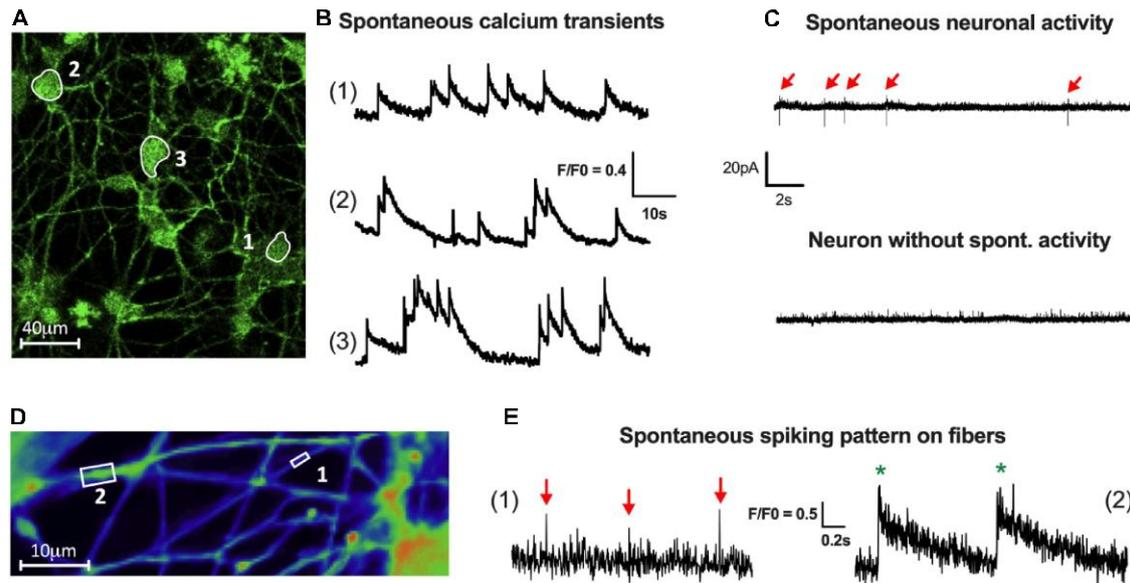 A
2
3
1
40µm
B
Spontaneous calcium transients
(1)
(2)
F/F0 = 0.4
10s
(3)
C
Spontaneous neuronal activity
20pA
2s
Neuron without spont. activity
D
2
1
10µm
E
Spontaneous spiking pattern on fibers
(1)
F/F0 = 0.5
0.2s
*
*
(2)